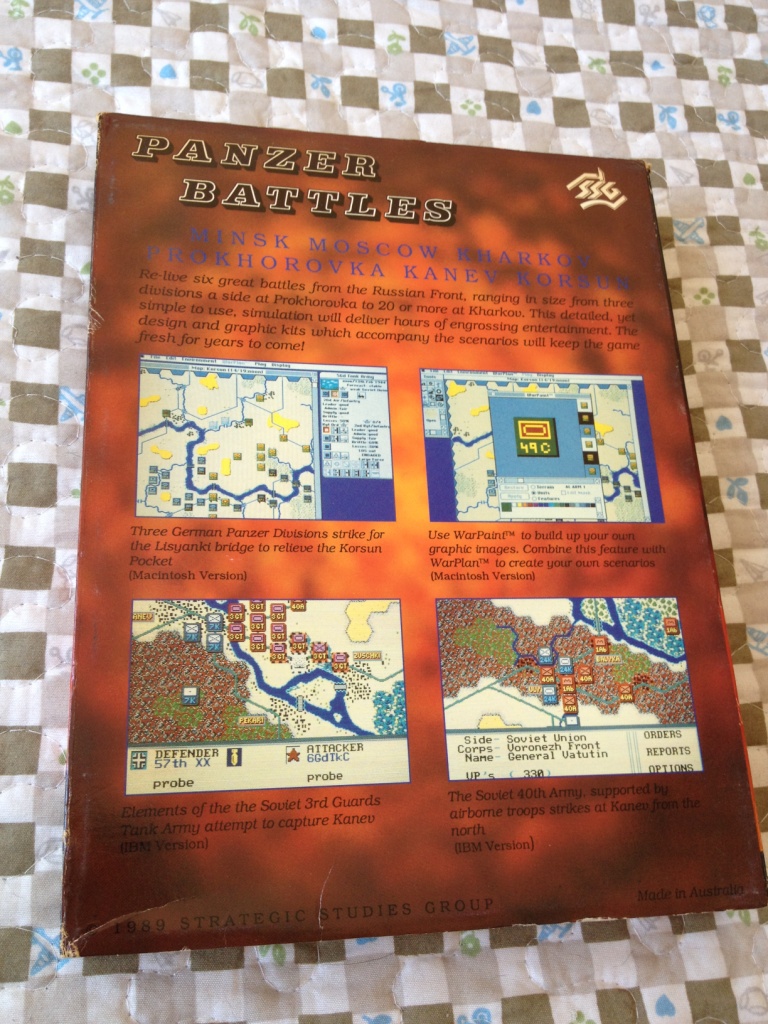 PANZER
BATTLES
SSG
MINSK MOSCOW KHARKOV
PROKHOROVKA KANEV KORSUN
Re-live six great battles from the Russian Front, ranging in size from three
divisions a side at Prokhorovka to 20 or more at Kharkov. This detailed, yet
simple to use, simulation will deliver hours of engrossing entertainment. The
design and graphic kits which accompany the scenarios will keep the game
fresh for years to come!
49C
Three German Panzer Divisions strike for
the Lisyanki bridge to relieve the Korsun
Pocket
(Macintosh Version)
Use WarPaint™ to build up your own
graphic images. Combine this feature with
WarPlan™ to create your own scenarios
(Macintosh Version)
PEKARI
DEFENDER
57th XX
probe
ATTACKER
6GdTkC
probe
Side- Soviet Union
Corps- Voronezh Front
Name- General Vatutin
VP's ( 330)
ORDERS
REPORTS
OPTIONS
Elements of the the Soviet 3rd Guards
Tank Army attempt to capture Kanev
(IBM Version)
The Soviet 40th Army, supported by
airborne troops strikes at Kanev from the
north
(IBM Version)
1989 STRATEGIC STUDIES GROUP
Made in Australia